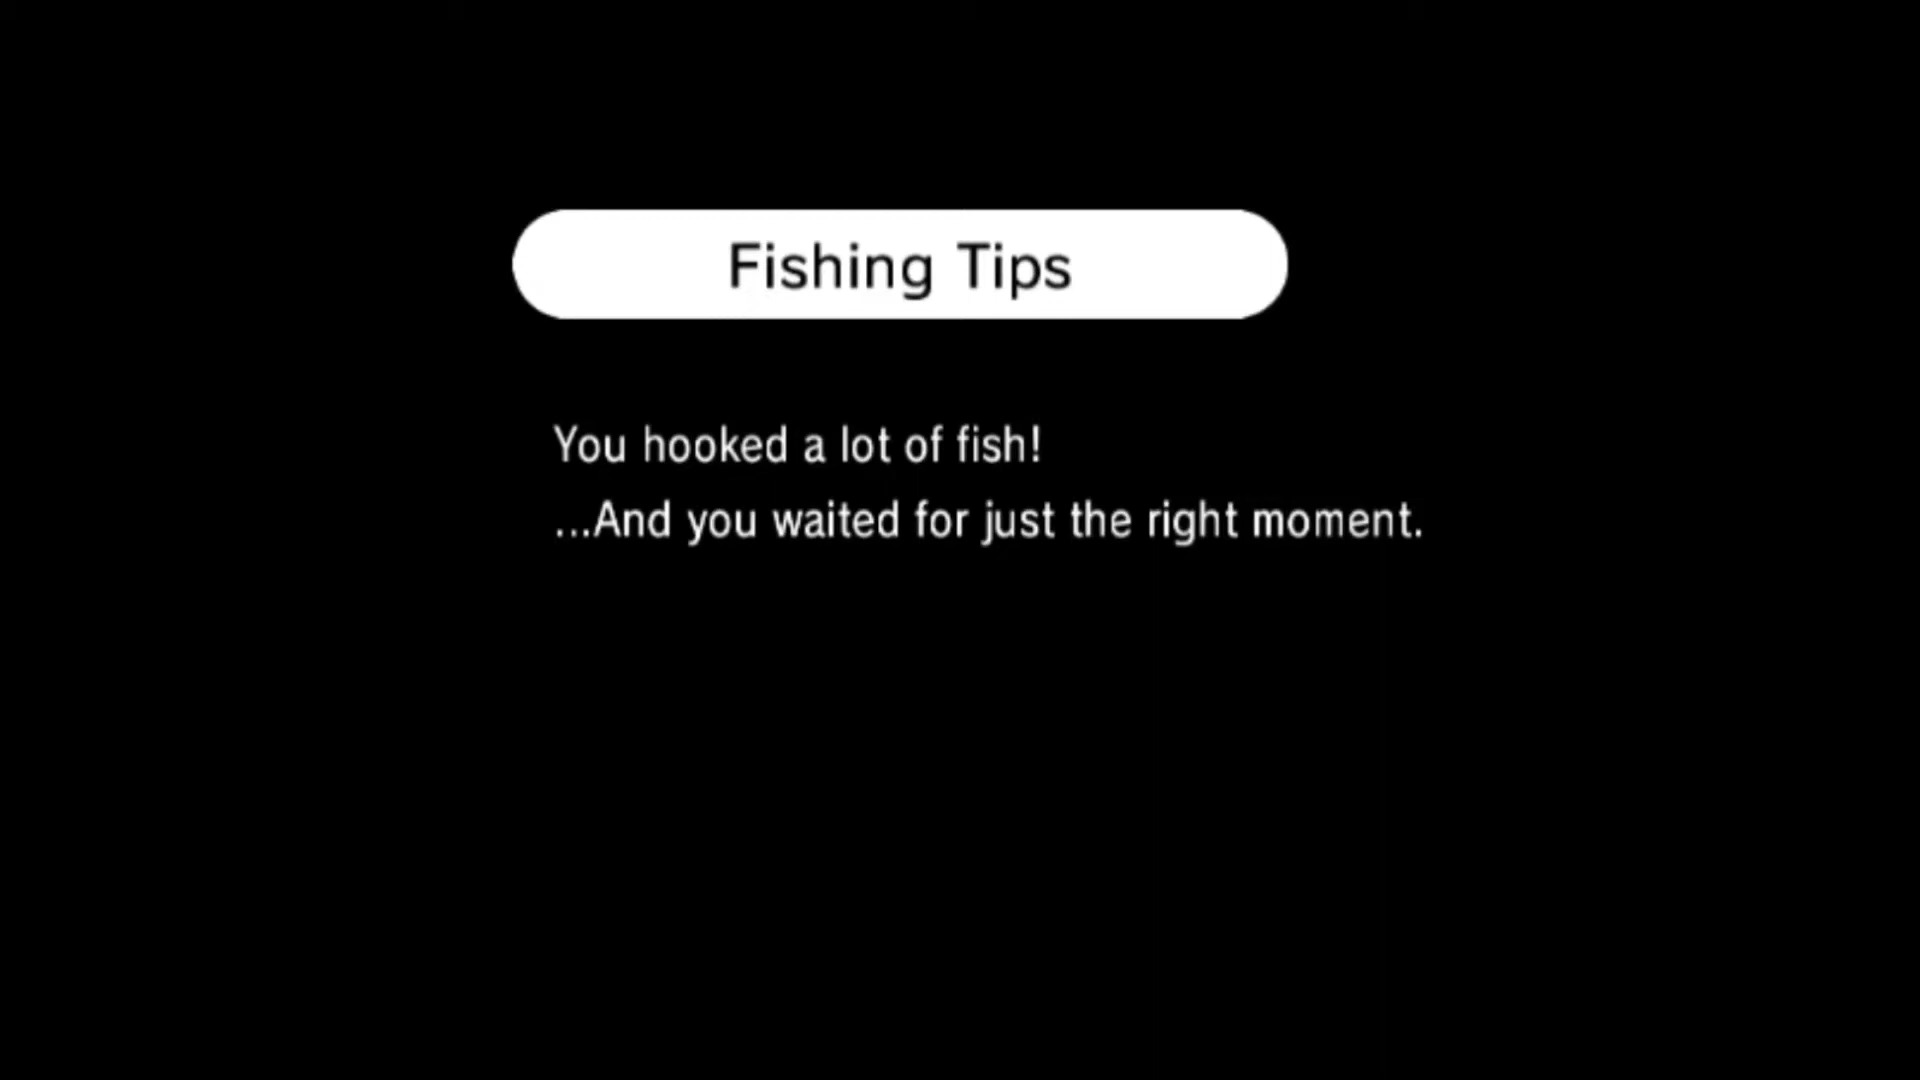 Fishing Tips
You hooked a lot of fish!
...And you waited for just the right moment.